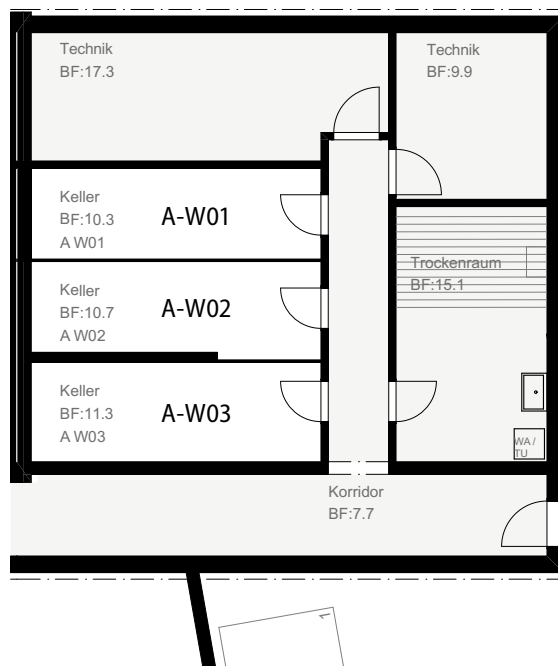 Technik
BF:17.3
Technik
BF:9.9
Keller
BF:10.3
A W01
A-W01
Keller
BF:10.7
A W02
A-W02
Trockenraum
BF:15.1
Keller
BF:11.3
A W03
A-W03
WA /
TU
Korridor
BF:7.7
1